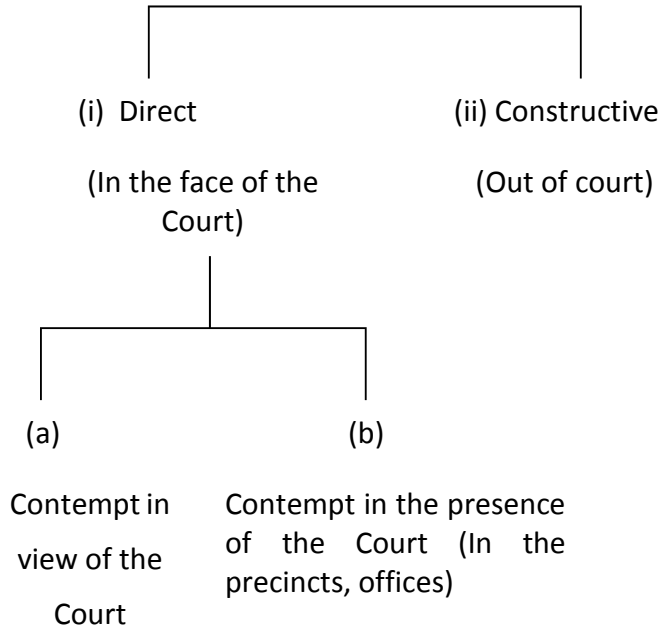 (i) Direct
(ii) Constructive
(In the face of the
Court)
(Out of court)
(a)
(b)
Contempt in
view of the
Court
Contempt in the presence
of the Court (In the
precincts, offices)